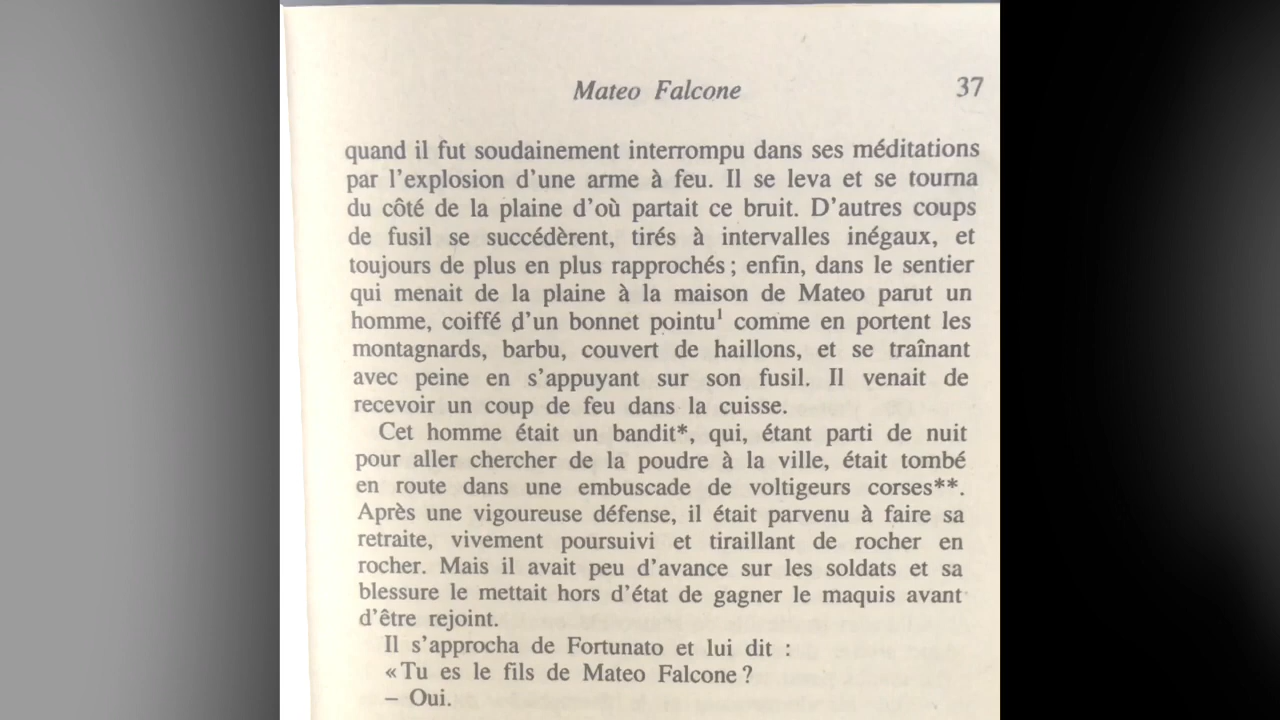 Mateo Falcone 37
quand il fut soudainement interrompu dans ses méditations
par l'explosion d'une arme à feu. Il se leva et se tourna
du côté de la plaine d'où partait ce bruit. D'autres coups
de fusil se succédèrent, tirés à intervalles inégaux, et
toujours de plus en plus rapprochés ; enfin, dans le sentier
qui menait de la plaine à la maison de Mateo parut un
homme, coiffé d'un bonnet pointu¹ comme en portent les
montagnards, barbu, couvert de haillons, et se traînant
avec peine en s'appuyant sur son fusil. Il venait de
recevoir un coup de feu dans la cuisse.
Cet homme était un bandit*, qui, étant parti de nuit
pour aller chercher de la poudre à la ville, était tombé
en route dans une embuscade de voltigeurs corses**.
Après une vigoureuse défense, il était parvenu à faire sa
retraite, vivement poursuivi et tiraillant de rocher en
rocher. Mais il avait peu d'avance sur les soldats et sa
blessure le mettait hors d'état de gagner le maquis avant
d'être rejoint.
Il s'approcha de Fortunato et lui dit :
« Tu es le fils de Mateo Falcone ?
– Oui.